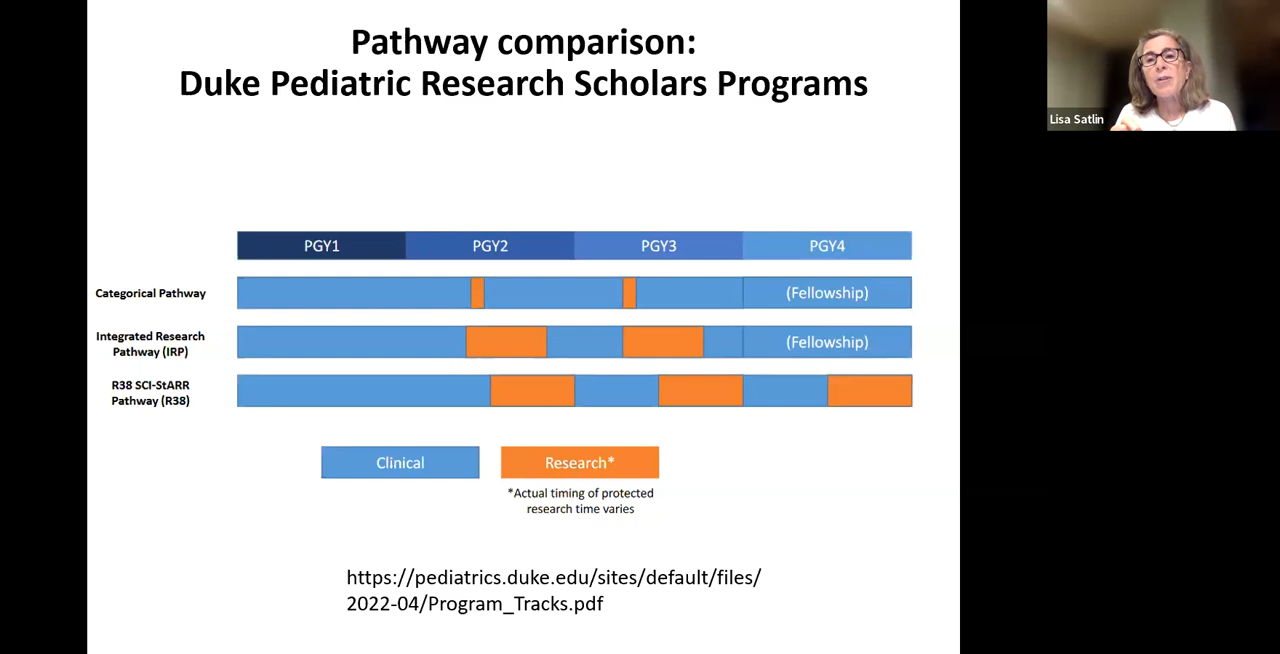 Pathway comparison:
Duke Pediatric Research Scholars Programs
Lisa Satlin
PGY1 PGY2 PGY3 PGY4
Categorical Pathway (Fellowship)
Integrated Research
Pathway (IRP) (Fellowship)
R38 SCI-StARR
Pathway (R38)
Clinical Research*
*Actual timing of protected
research time varies
https://pediatrics.duke.edu/sites/default/files/
2022-04/Program_Tracks.pdf